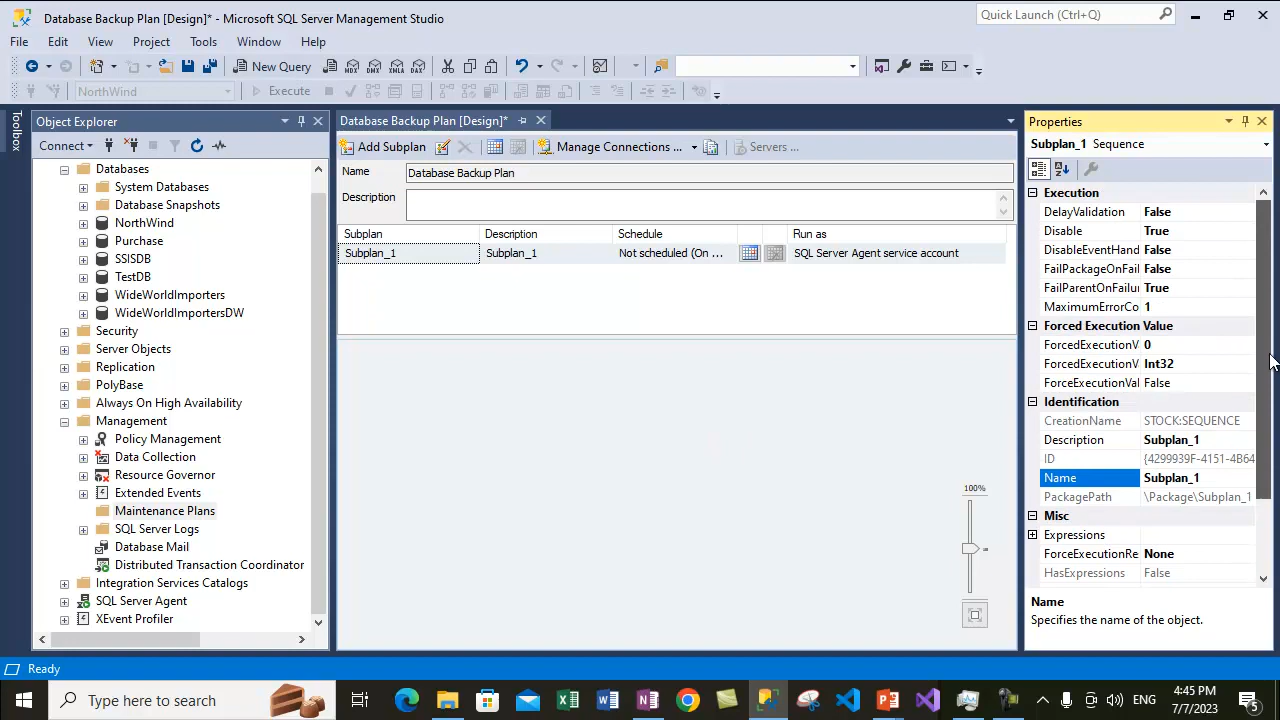 Database Backup Plan [Design]* - Microsoft SQL Server Management Studio
Quick Launch (Ctrl+Q)
File Edit View Project Tools Window Help
New Query
MDX DMX XMLA DAX
NorthWind
Execute
Toolbox
Object Explorer
Connect
Databases
System Databases
Database Snapshots
NorthWind
Purchase
SSISDB
TestDB
WideWorldImporters
WideWorldImportersDW
Security
Server Objects
Replication
PolyBase
Always On High Availability
Management
Policy Management
Data Collection
Resource Governor
Extended Events
Maintenance Plans
SQL Server Logs
Database Mail
Distributed Transaction Coordinator
Integration Services Catalogs
SQL Server Agent
XEvent Profiler
Database Backup Plan [Design]*
Add Subplan
Manage Connections ...
Servers ...
Name
Database Backup Plan
Description
Subplan Description Schedule Run as
Subplan_1 Subplan_1 Not scheduled (On ... SQL Server Agent service account
100%
Properties
Subplan_1 Sequence
Execution
DelayValidation False
Disable True
DisableEventHand False
FailPackageOnFail False
FailParentOnFailur True
MaximumErrorCo 1
Forced Execution Value
ForcedExecutionV 0
ForcedExecutionV Int32
ForceExecutionVal False
Identification
CreationName STOCK:SEQUENCE
Description Subplan_1
ID {4299939F-4151-4B64
Name Subplan_1
PackagePath \Package\Subplan_1
Misc
Expressions
ForceExecutionRe None
HasExpressions False
Name
Specifies the name of the object.
Ready
Type here to search
ENG
4:45 PM
7/7/2023
5